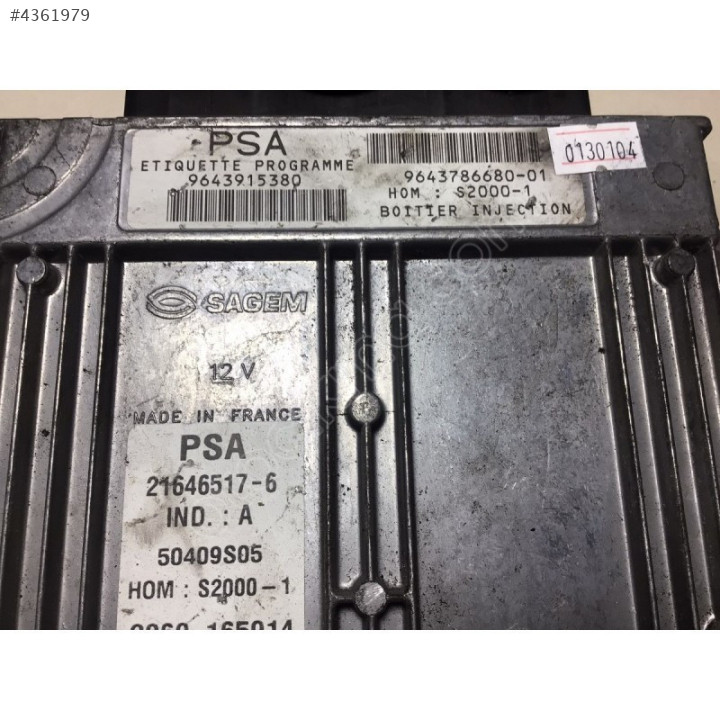 #4361979
PSA
ETIQUETTE PROGRAMME
9643915380
9643786680-01
HOM : S2000-1
BOITIER INJECTION
0130104
SAGEM
12 V
MADE IN FRANCE
PSA
21646517-6
IND. : A
50409S05
HOM : S2000-1